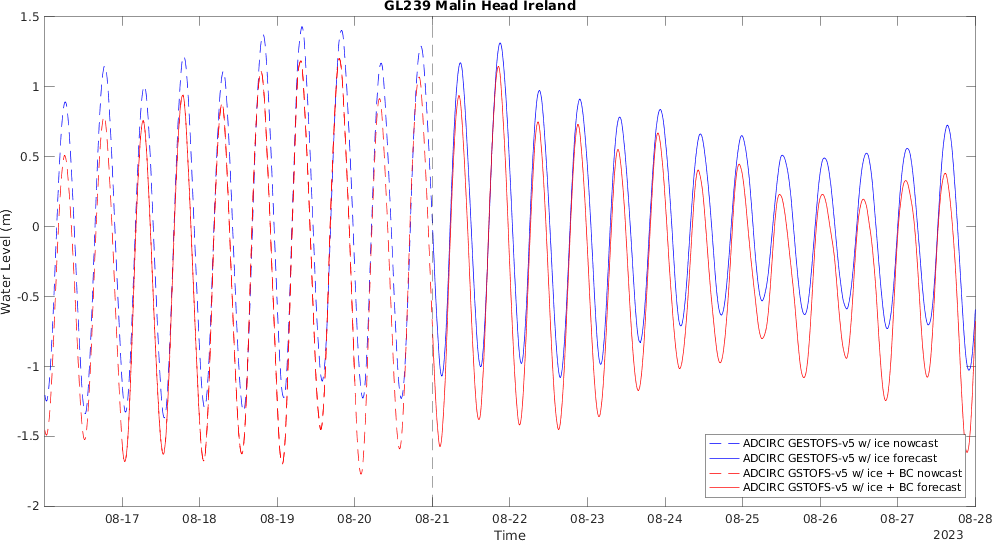 GL239 Malin Head Ireland
1.5
1
0.5
0
-0.5
-1
-1.5
-2
Water Level (m)
ADCIRC GESTOFS-v5 w/ ice nowcast
ADCIRC GESTOFS-v5 w/ ice forecast
ADCIRC GSTOFS-v5 w/ ice + BC nowcast
ADCIRC GSTOFS-v5 w/ ice + BC forecast
08-17 08-18 08-19 08-20 08-21 08-22 08-23 08-24 08-25 08-26 08-27 08-28
Time
2023